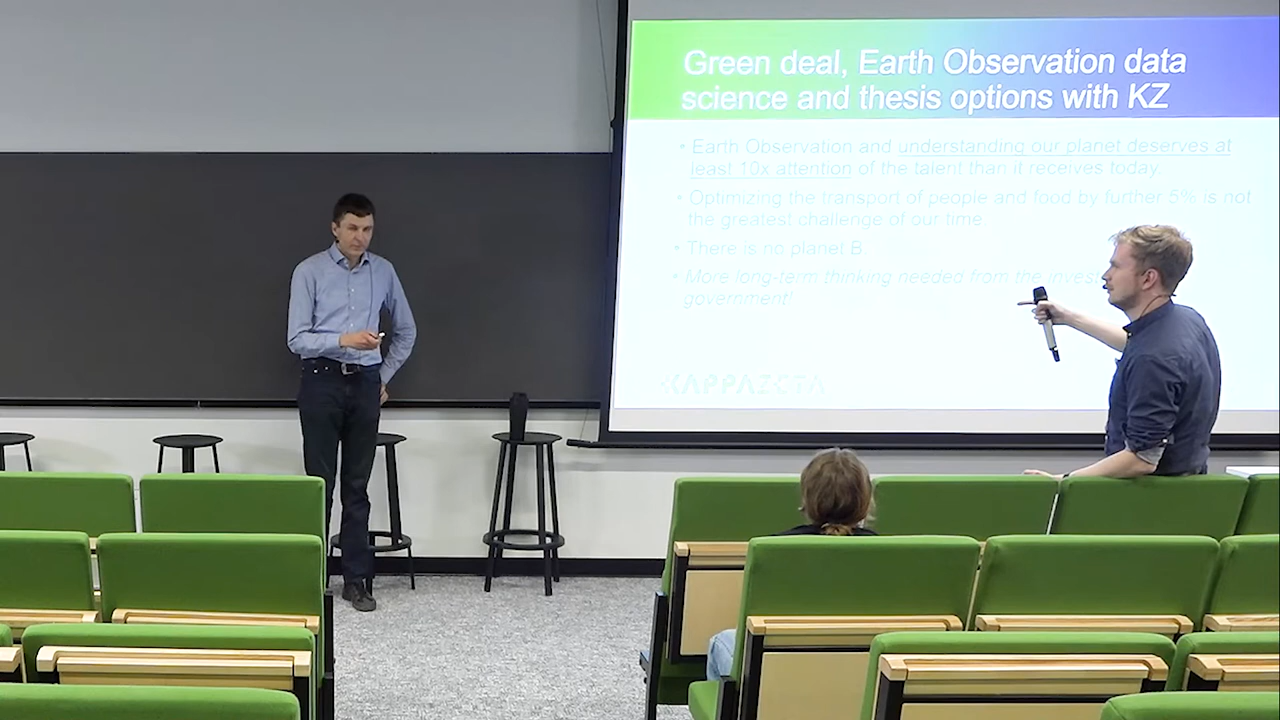 Green deal, Earth Observation data
science and thesis options with KZ
• Earth Observation and understanding our planet deserves at
least 10x attention of the talent than it receives today.
• Optimizing the transport of people and food by further 5% is not
the greatest challenge of our time
• There is no planet B.
• More long-term thinking needed from the
government!
KAPPAZETA